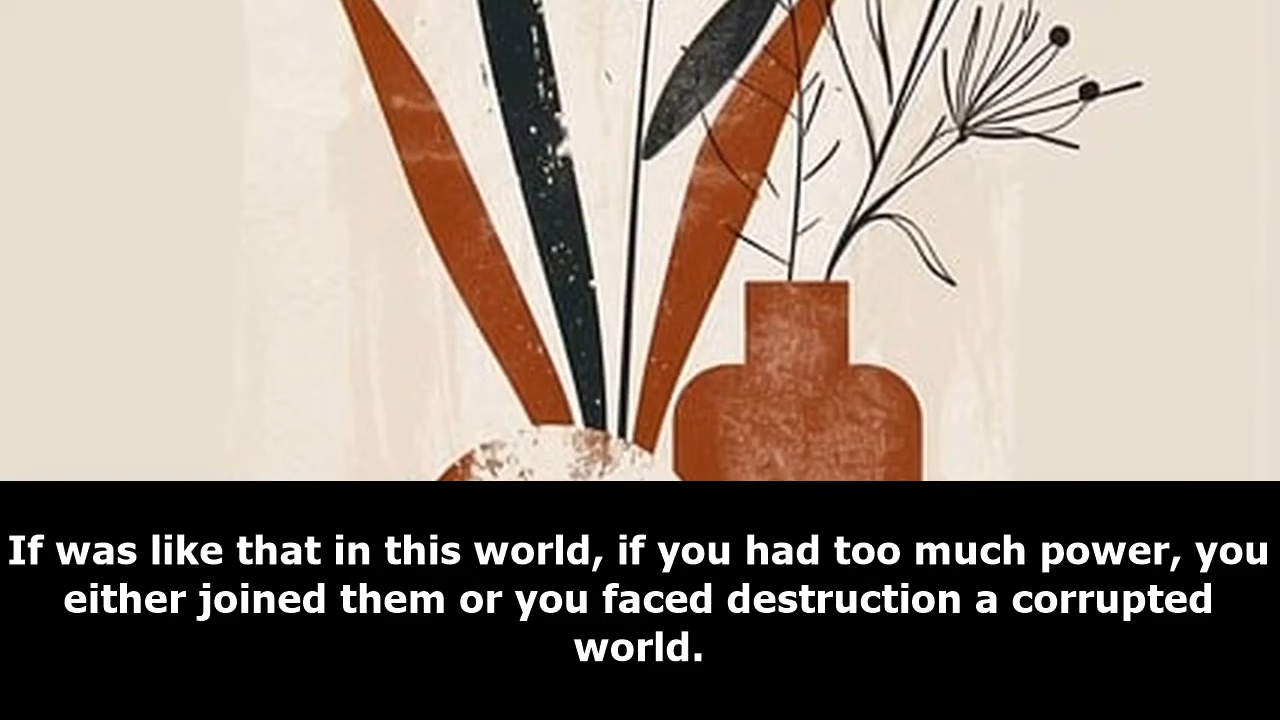 If was like that in this world, if you had too much power, you
either joined them or you faced destruction a corrupted
world.